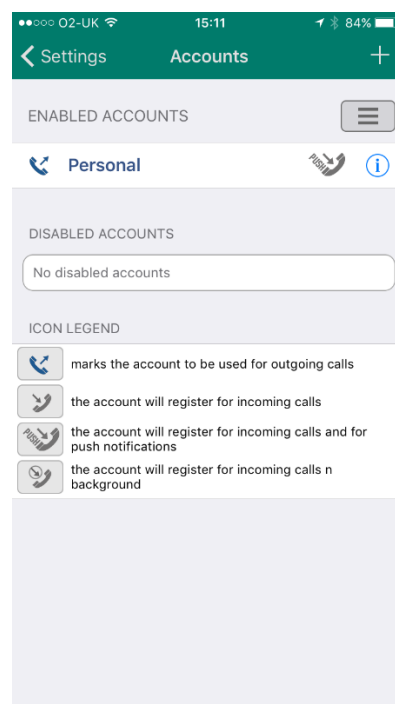 O2-UK 15:11 84%
Settings Accounts +
ENABLED ACCOUNTS
Personal PUSH
DISABLED ACCOUNTS
No disabled accounts
ICON LEGEND
marks the account to be used for outgoing calls
the account will register for incoming calls
PUSH the account will register for incoming calls and for
push notifications
the account will register for incoming calls n
background